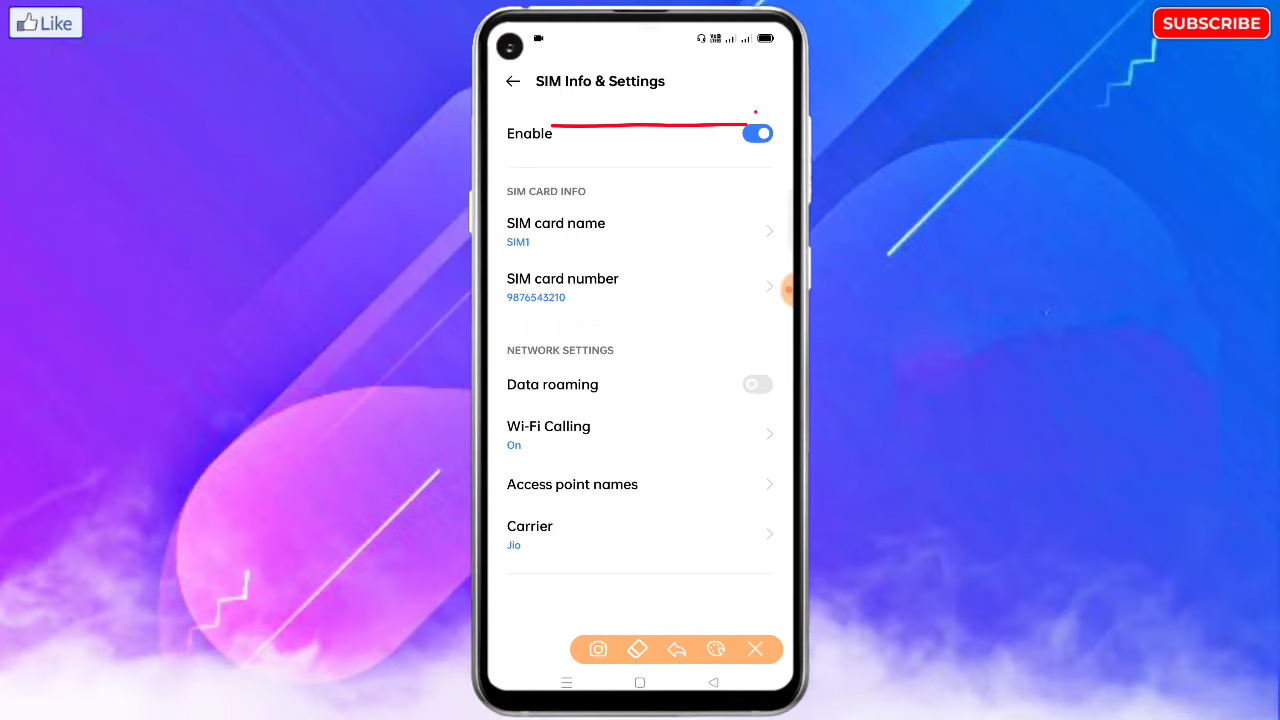 Like
SUBSCRIBE
SIM Info & Settings
Enable
SIM CARD INFO
SIM card name
SIM1
SIM card number
9876543210
NETWORK SETTINGS
Data roaming
Wi-Fi Calling
On
Access point names
Carrier
Jio